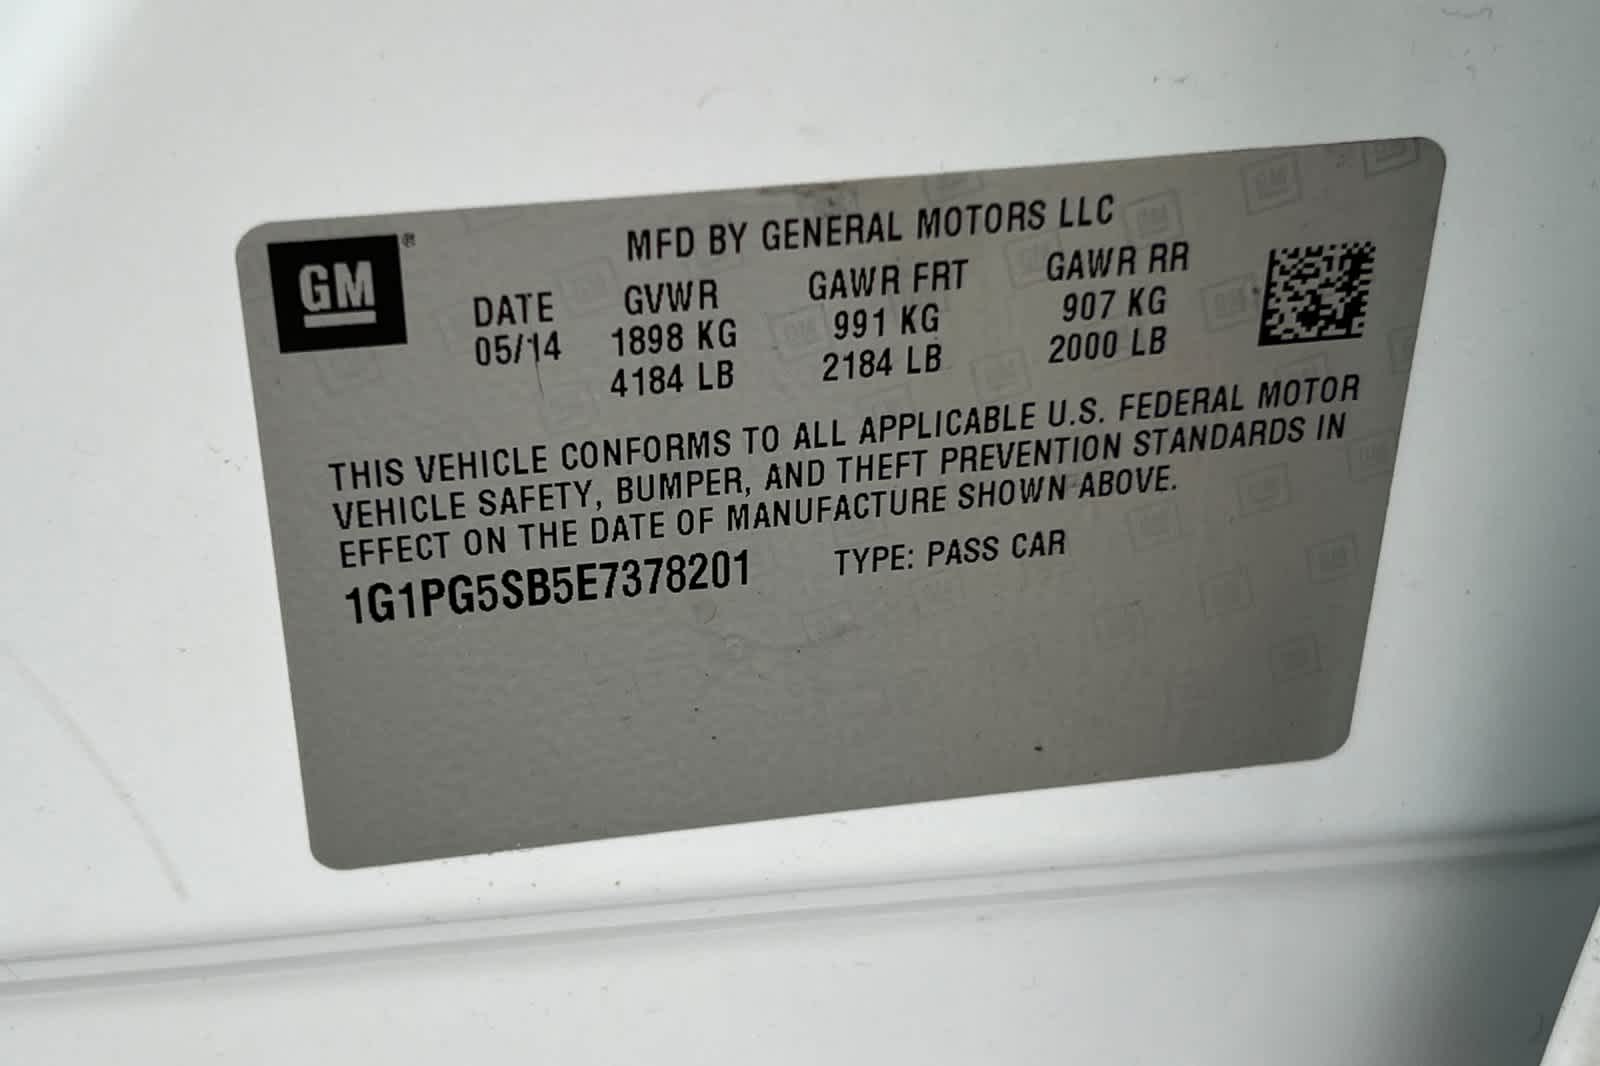 GM ®
MFD BY GENERAL MOTORS LLC
DATE GVWR GAWR FRT GAWR RR
05/14 1898 KG 991 KG 907 KG
4184 LB 2184 LB 2000 LB
THIS VEHICLE CONFORMS TO ALL APPLICABLE U.S. FEDERAL MOTOR
VEHICLE SAFETY, BUMPER, AND THEFT PREVENTION STANDARDS IN
EFFECT ON THE DATE OF MANUFACTURE SHOWN ABOVE.
1G1PG5SB5E7378201 TYPE: PASS CAR